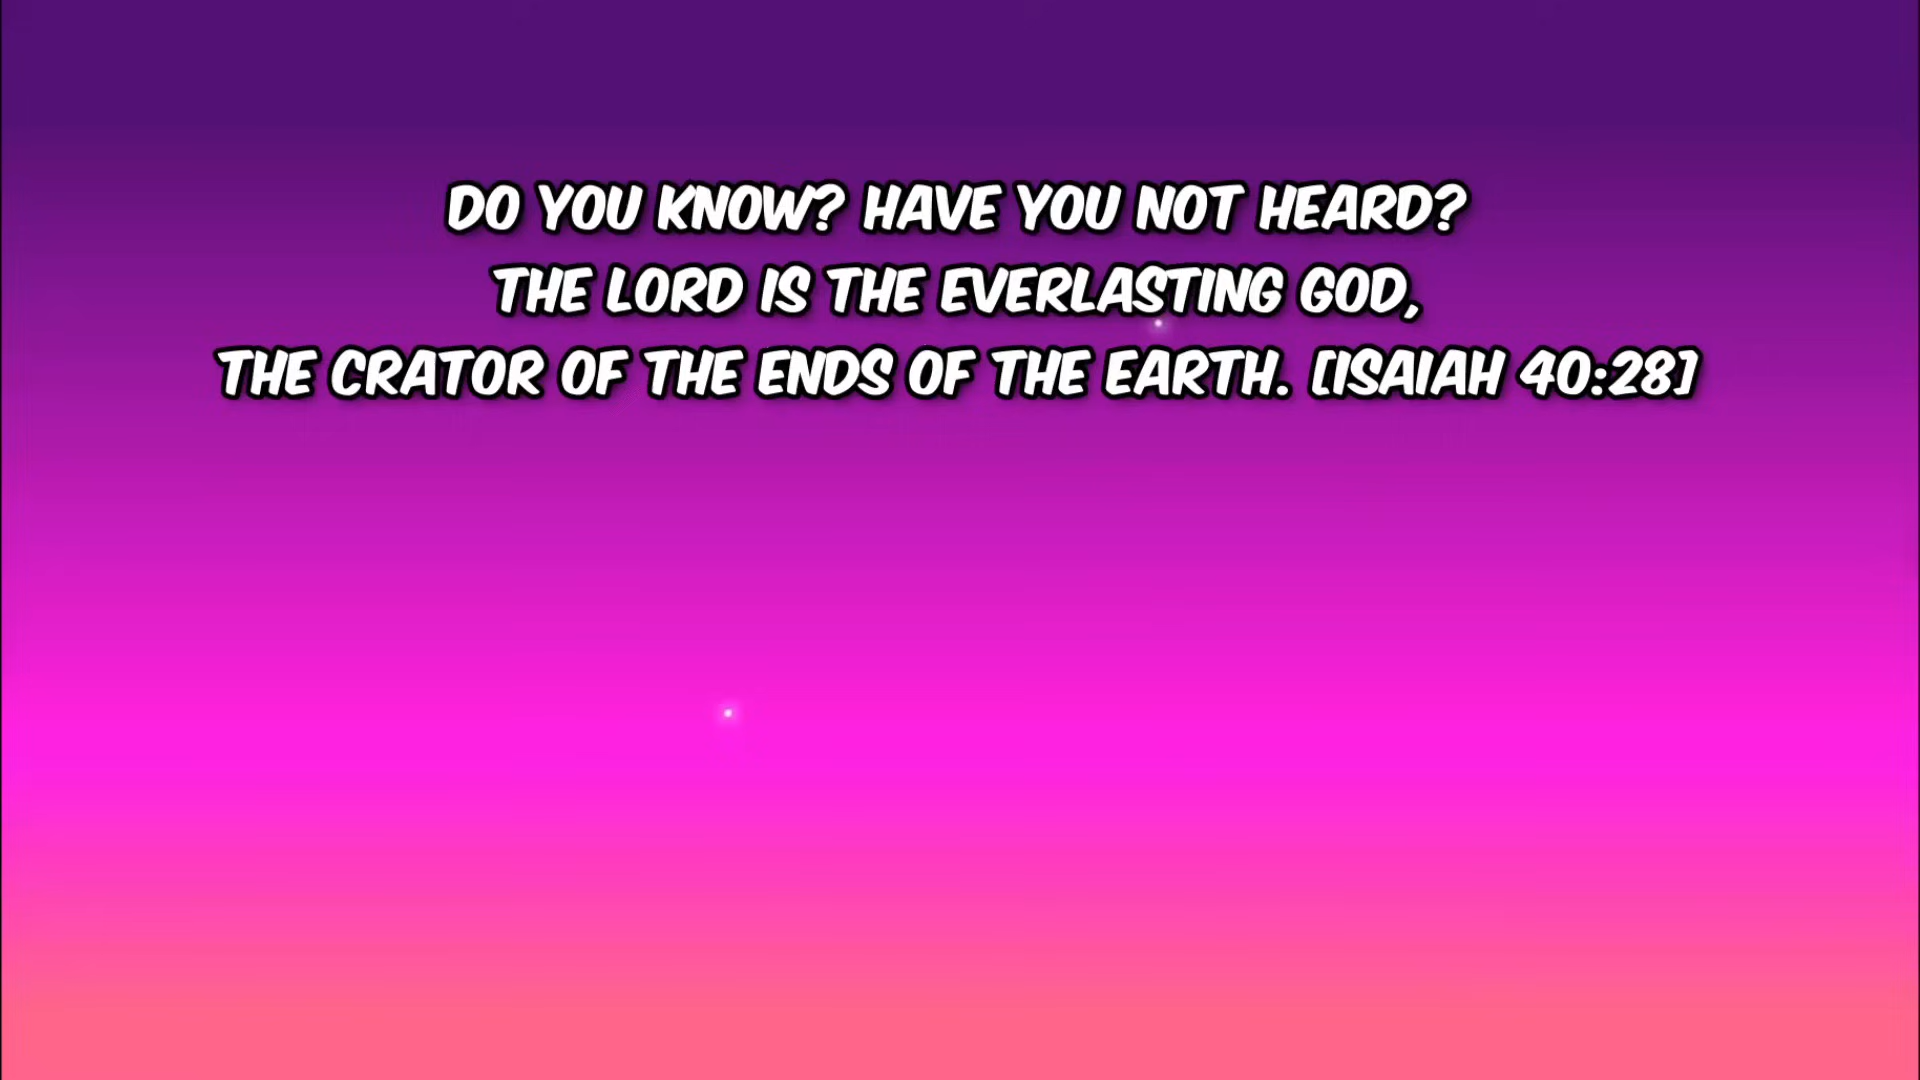 DO YOU KNOW? HAVE YOU NOT HEARD?
THE LORD IS THE EVERLASTING GOD,
THE CRATOR OF THE ENDS OF THE EARTH. [ISAIAH 40:28]